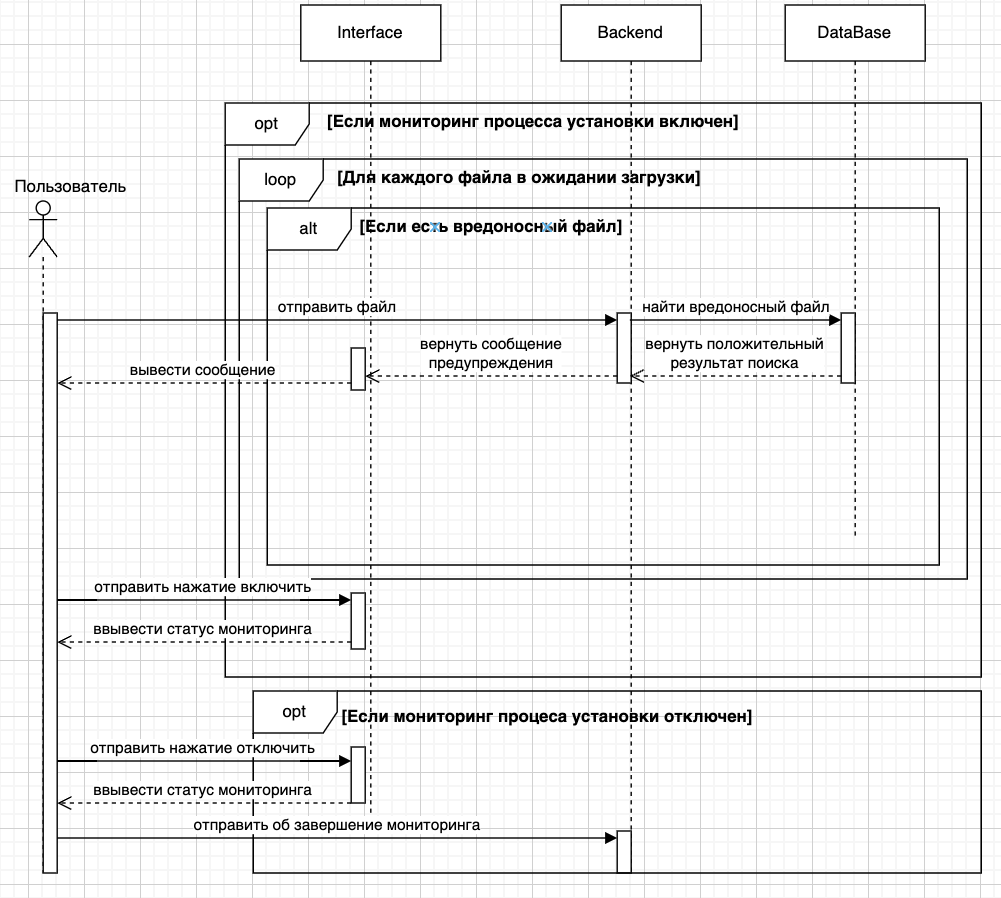 Interface
Backend
DataBase
opt
[Если мониторинг процесса установки включен]
loop
[Для каждого файла в ожидании загрузки]
Пользователь
alt
[Если есть вредоносный файл]
отправить файл
найти вредоносный файл
вернуть сообщение
предупреждения
вернуть положительный
результат поиска
вывести сообщение
отправить нажатие включить
ввывести статус мониторинга
opt
[Если мониторинг процеса установки отключен]
отправить нажатие отключить
ввывести статус мониторинга
отправить об завершение мониторинга